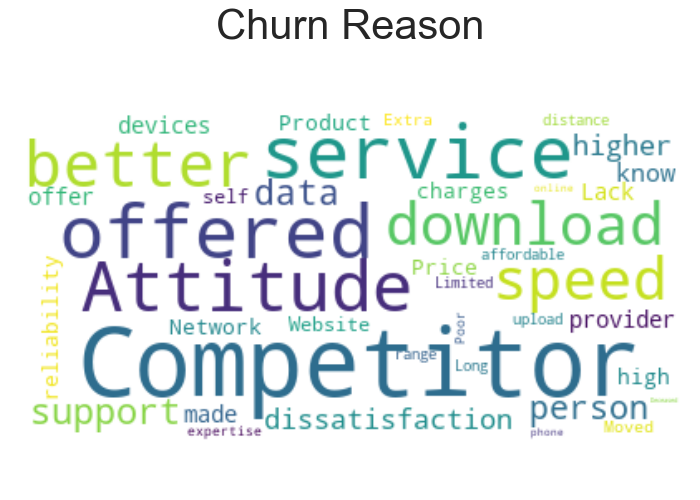 Churn Reason
devices Product Extra distance
better service higher
know
offer self data charges online Lack
offered download
affordable
Attitude Price Limited speed
reliability Network Website Poor upload provider
Competitor
range Long high
support made dissatisfaction person
expertise phone Moved